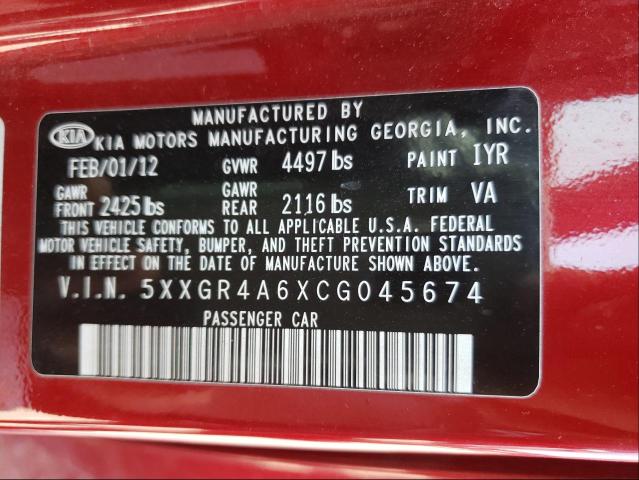 MANUFACTURED BY
KIA KIA MOTORS MANUFACTURING GEORGIA, INC.
FEB/01/12 GVWR 4497 lbs PAINT IYR
GAWR FRONT 2425 lbs GAWR REAR 2116 lbs TRIM VA
THIS VEHICLE CONFORMS TO ALL APPLICABLE U.S.A. FEDERAL
MOTOR VEHICLE SAFETY, BUMPER, AND THEFT PREVENTION STANDARDS
IN EFFECT ON THE DATE OF MANUFACTURE SHOWN ABOVE.
V.I.N. 5XXGR4A6XCG045674
PASSENGER CAR